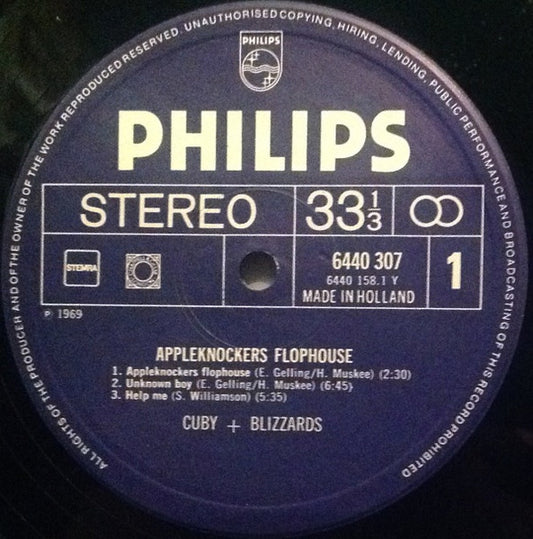 ALL RIGHTS OF THE PRODUCER AND OF THE OWNER OF THE WORK REPRODUCED RESERVED. UNAUTHORISED COPYING, HIRING, LENDING, PUBLIC PERFORMANCE AND BROADCASTING OF THIS RECORD PROHIBITED
PHILIPS
PHILIPS
STEREO 33⅓
STEMRA 6440 307 1
6440 158.1 Y
MADE IN HOLLAND
℗ 1969
APPLEKNOCKERS FLOPHOUSE
1. Appleknockers flophouse (E. Gelling/H. Muskee) (2:30)
2. Unknown boy (E. Gelling/H. Muskee) (6:45)
3. Help me (S. Williamson) (5:35)
CUBY + BLIZZARDS